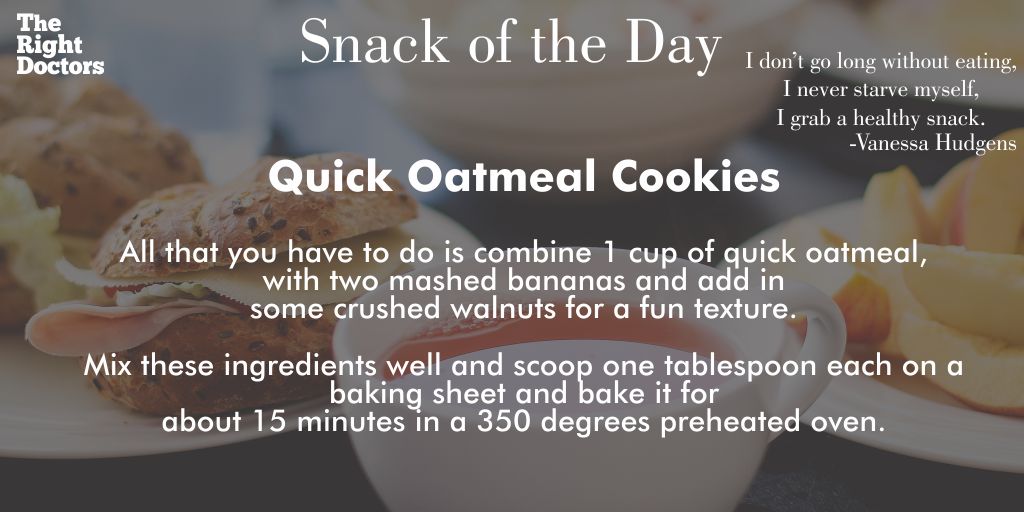 The
Right
Doctors
Snack of the Day
I don't go long without eating,
I never starve myself,
I grab a healthy snack.
-Vanessa Hudgens
Quick Oatmeal Cookies
All that you have to do is combine 1 cup of quick oatmeal,
with two mashed bananas and add in
some crushed walnuts for a fun texture.
Mix these ingredients well and scoop one tablespoon each on a
baking sheet and bake it for
about 15 minutes in a 350 degrees preheated oven.